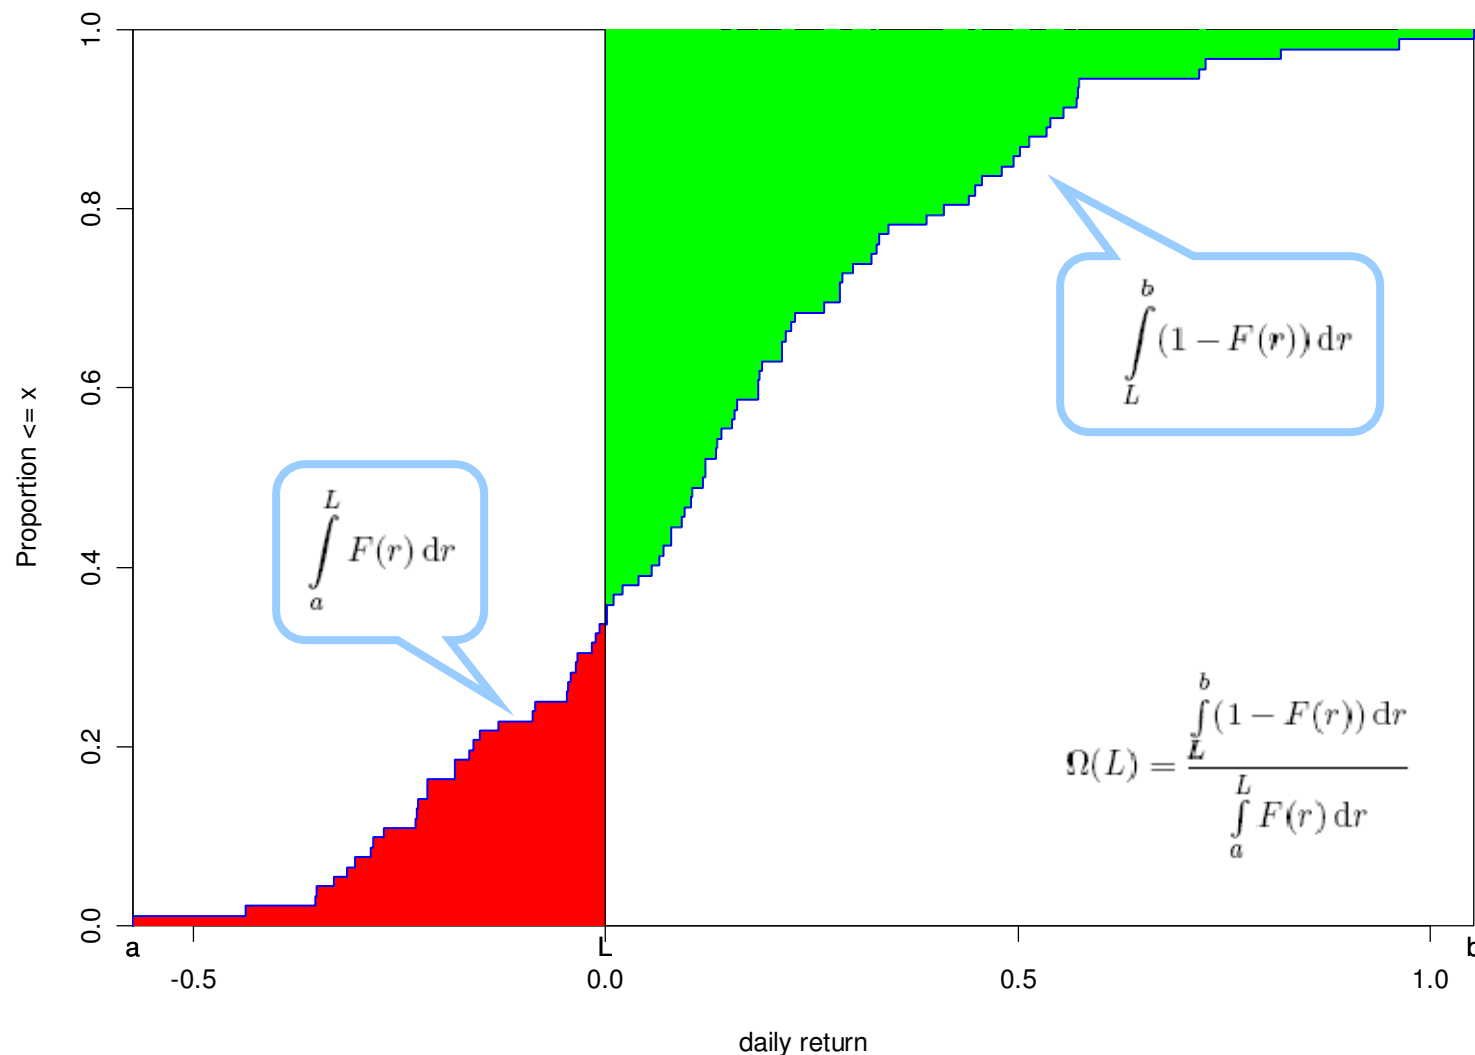 1.0
0.8
0.6
0.4
0.2
0.0
Proportion <= x
b
∫(1 − F(r)) dr
L
L
∫ F(r) dr
a
b
∫(1 − F(r)) dr
L
Ω(L) =
L
∫ F(r) dr
a
a L b
-0.5 0.0 0.5 1.0
daily return